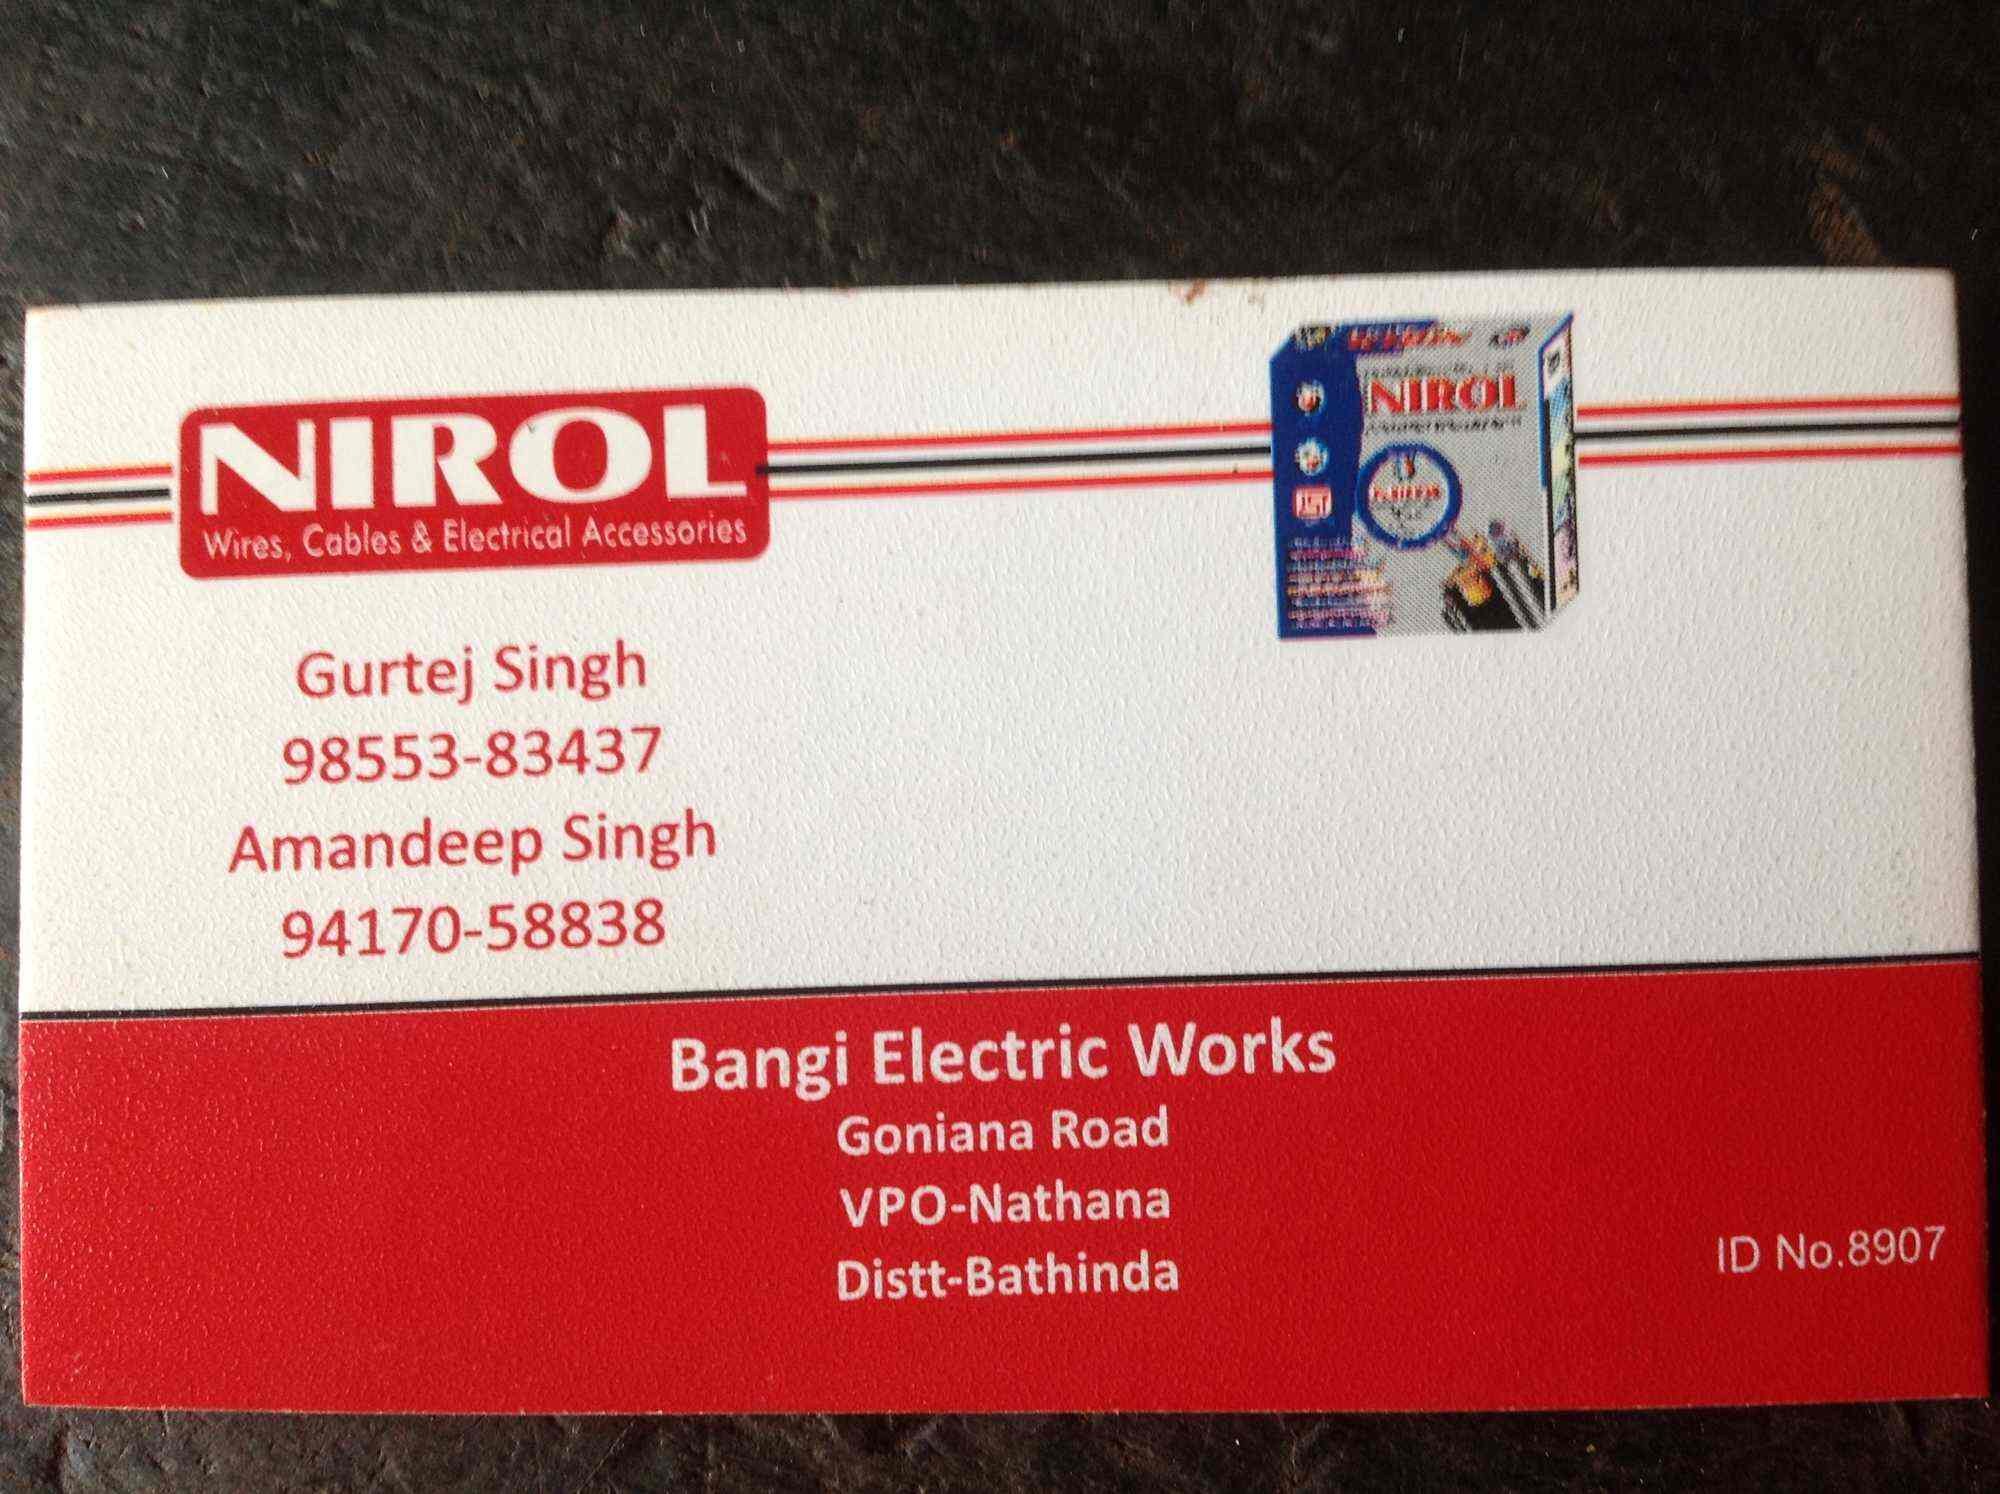 NIROL
Wires, Cables & Electrical Accessories
NIROL
Gurtej Singh
98553-83437
Amandeep Singh
94170-58838
Bangi Electric Works
Goniana Road
VPO-Nathana
Distt-Bathinda
ID No.8907